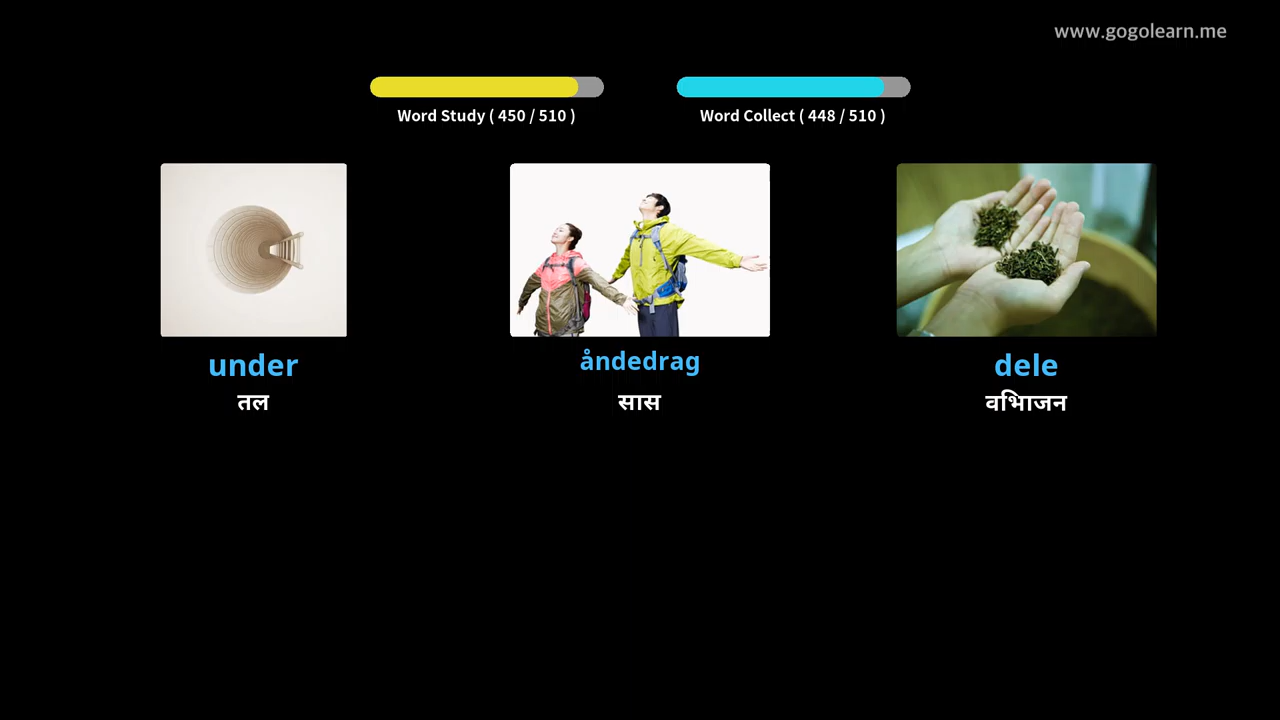 www.gogolearn.me
Word Study ( 450 / 510 )
Word Collect ( 448 / 510 )
under
åndedrag
dele
तल
सास
वभािजन